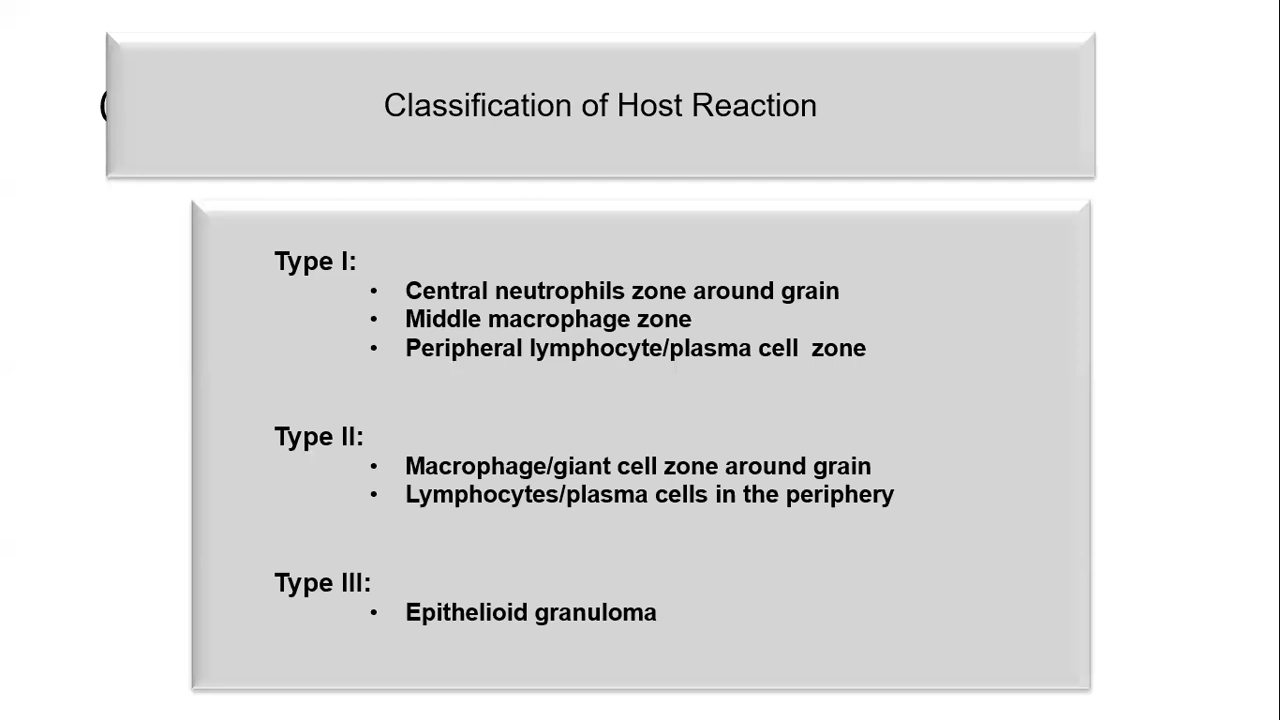 Classification of Host Reaction
Type I:
• Central neutrophils zone around grain
• Middle macrophage zone
• Peripheral lymphocyte/plasma cell  zone
Type II:
• Macrophage/giant cell zone around grain
• Lymphocytes/plasma cells in the periphery
Type III:
• Epithelioid granuloma